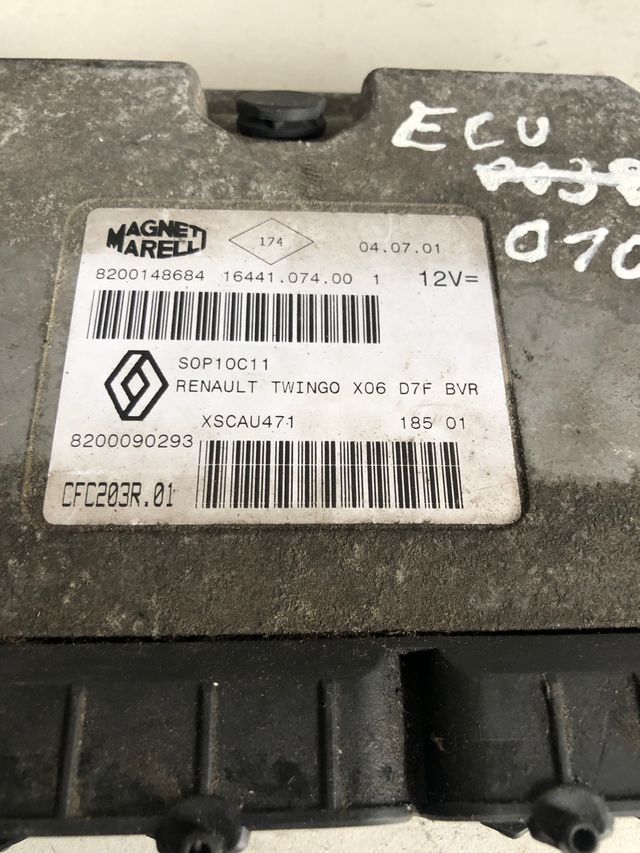 ECU
0038
010
MAGNETI
MARELLI
174
04.07.01
8200148684 16441.074.00 1 12V=
S0P10C11
RENAULT TWINGO X06 D7F BVR
XSCAU471 185 01
8200090293
CFC203R.01